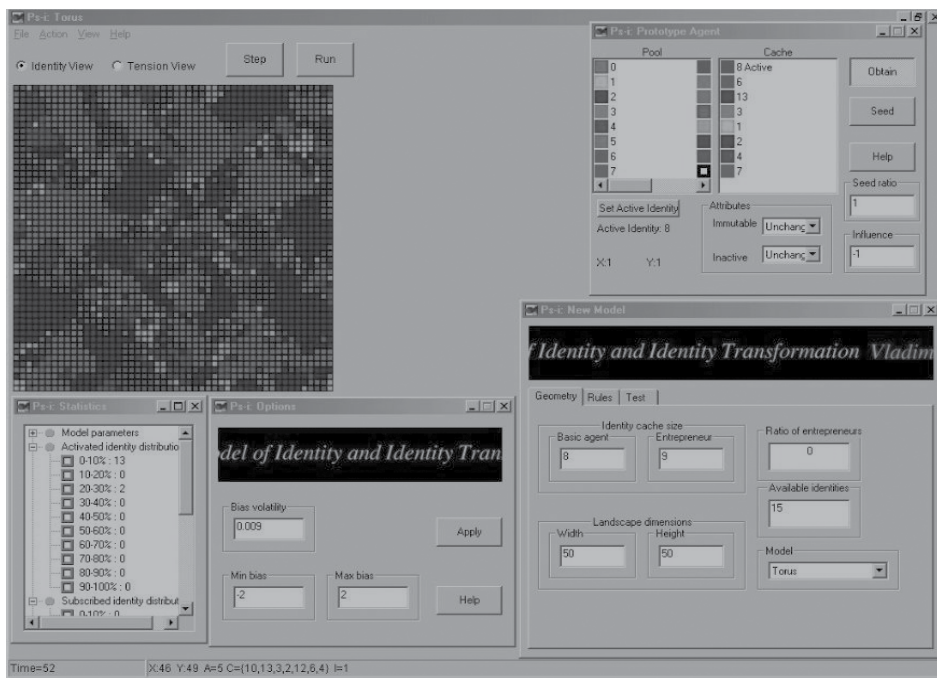 Ps-i: Torus
File Action View Help
Identity View
Tension View
Step
Run
Ps-i: Prototype Agent
Pool
Cache
0
1
2
3
4
5
6
7
8 Active
6
13
3
1
2
4
7
Obtain
Seed
Help
Seed ratio
1
Influence
-1
Set Active Identity
Active Identity: 8
X:1 Y:1
Attributes
Immutable Unchang
Inactive Unchang
Ps-i: New Model
f Identity and Identity Transformation Vladim
Geometry Rules Test
Identity cache size
Basic agent
8
Entrepreneur
9
Ratio of entrepreneurs
0
Available identities
15
Landscape dimensions
Width
50
Height
50
Model
Torus
Ps-i: Statistics
Model parameters
Activated identity distributio
0-10% : 13
10-20% : 0
20-30% : 2
30-40% : 0
40-50% : 0
50-60% : 0
60-70% : 0
70-80% : 0
80-90% : 0
90-100% : 0
Subscribed identity distribut
0-10% : 0
Ps-i: Options
odel of Identity and Identity Tran
Bias volatility
0.009
Apply
Min bias
-2
Max bias
2
Help
Time=52
X:46 Y:49 A=5 C={10,13,3,2,12,6,4} I=1